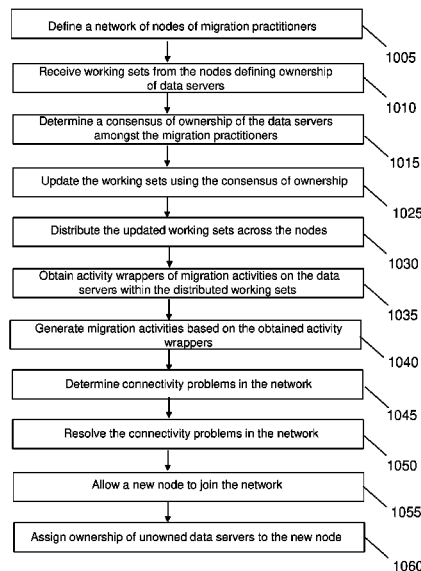 Define a network of nodes of migration practitioners
1005
Receive working sets from the nodes defining ownership
of data servers
1010
Determine a consensus of ownership of the data servers
amongst the migration practitioners
1015
Update the working sets using the consensus of ownership
1025
Distribute the updated working sets across the nodes
1030
Obtain activity wrappers of migration activities on the data
servers within the distributed working sets
1035
Generate migration activities based on the obtained activity
wrappers
1040
Determine connectivity problems in the network
1045
Resolve the connectivity problems in the network
1050
Allow a new node to join the network
1055
Assign ownership of unowned data servers to the new node
1060